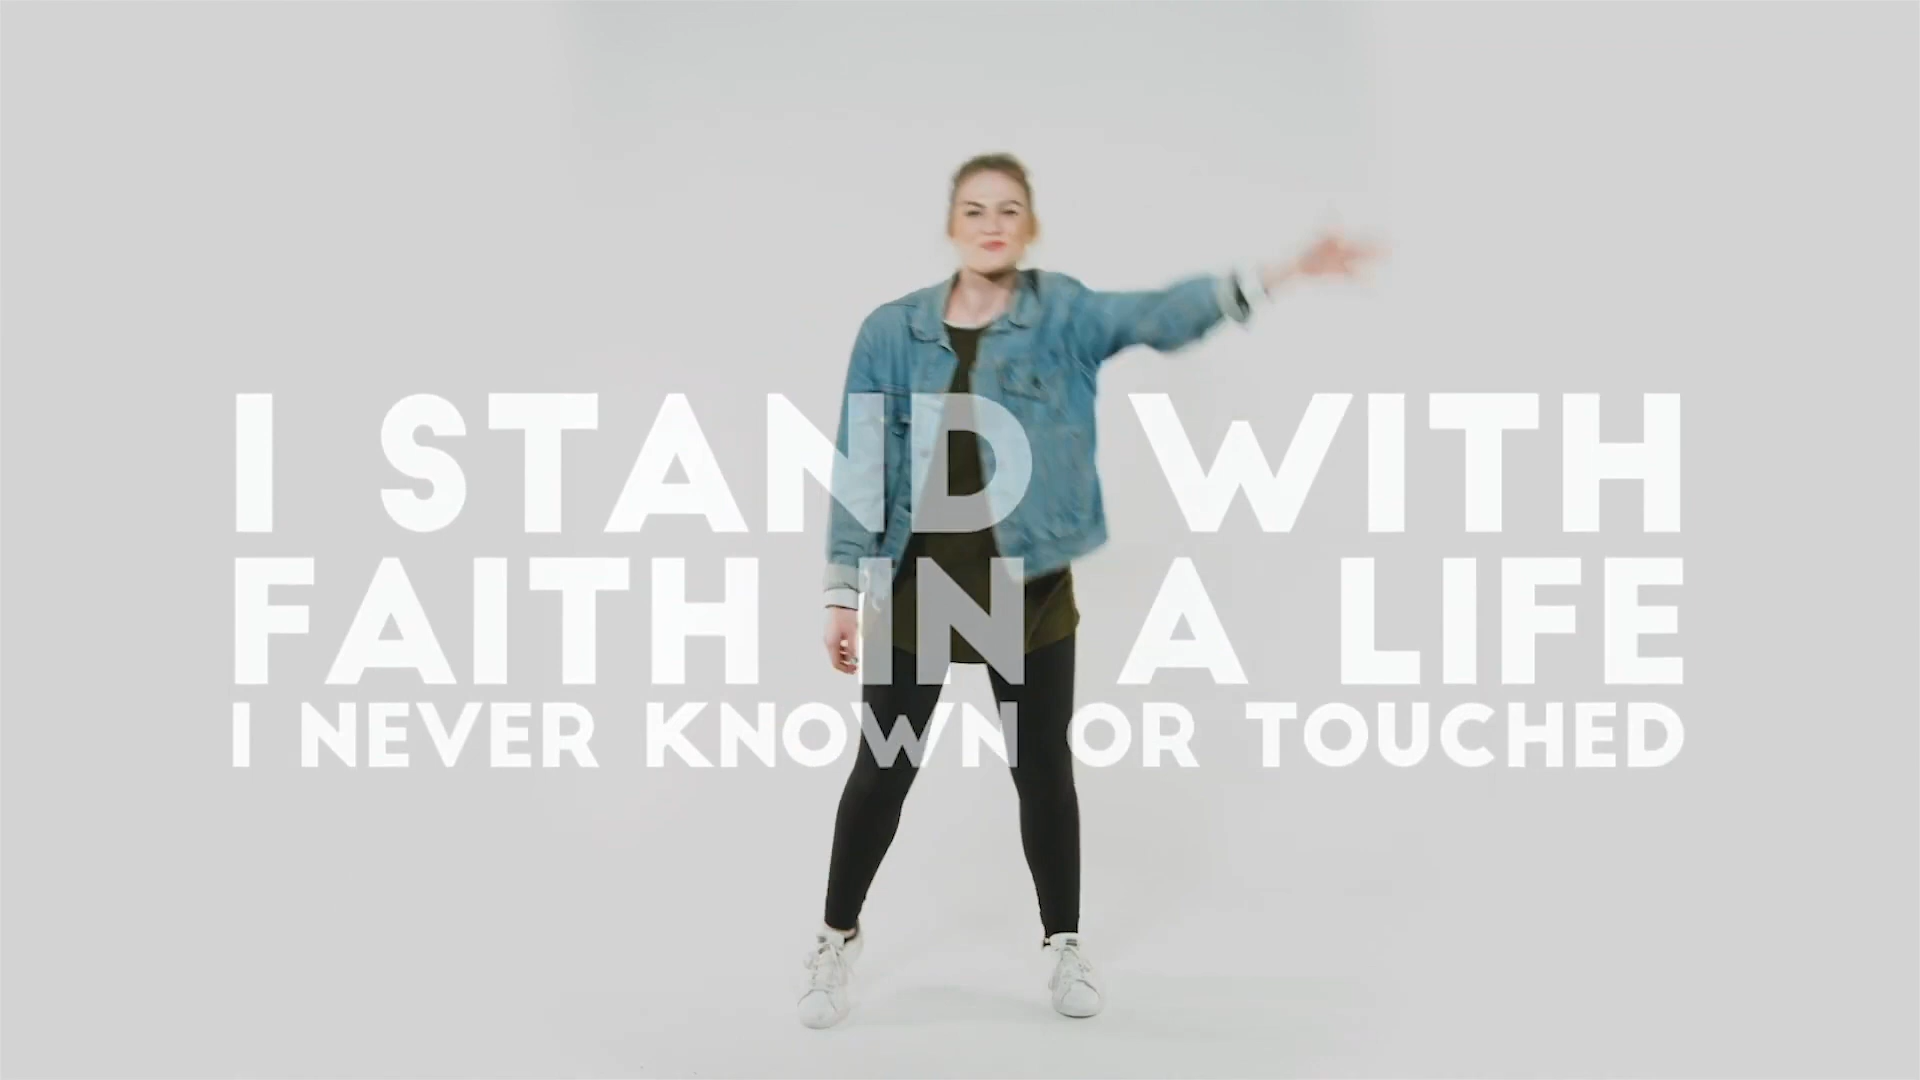 I STAND WITH
FAITH IN A LIFE
I NEVER KNOWN OR TOUCHED